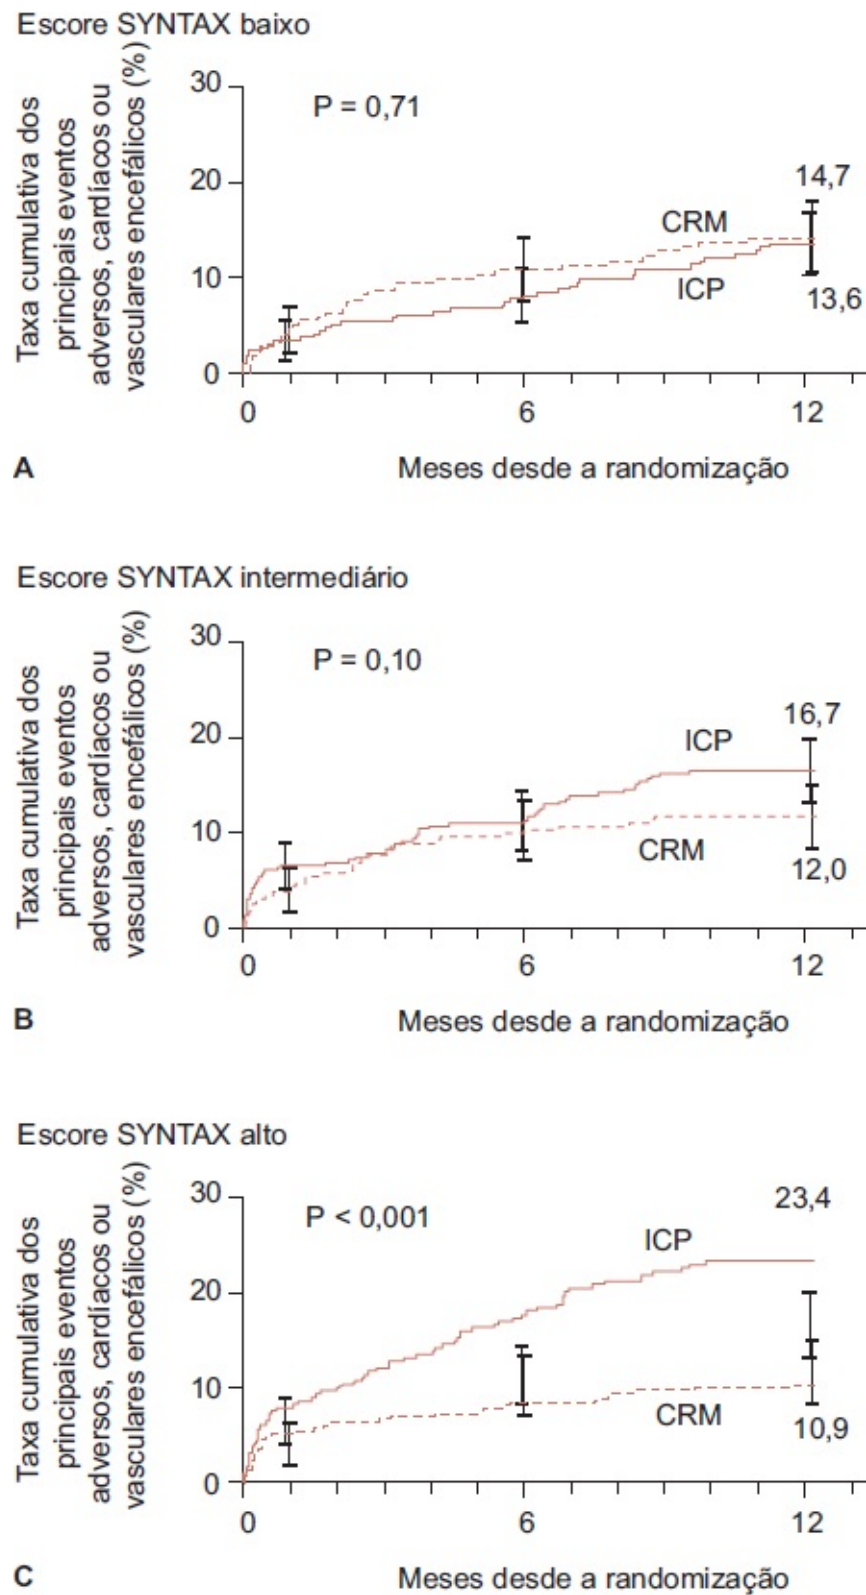 Escore SYNTAX baixo
Taxa cumulativa dos
principais eventos
adversos, cardíacos ou
vasculares encefálicos (%)
30
20
10
0
P = 0,71
14,7
CRM
ICP
13,6
0
6
12
A
Meses desde a randomização
Escore SYNTAX intermediário
Taxa cumulativa dos
principais eventos
adversos, cardíacos ou
vasculares encefálicos (%)
30
20
10
0
P = 0,10
16,7
ICP
CRM
12,0
0
6
12
B
Meses desde a randomização
Escore SYNTAX alto
Taxa cumulativa dos
principais eventos
adversos, cardíacos ou
vasculares encefálicos (%)
30
20
10
0
P < 0,001
23,4
ICP
CRM
10,9
0
6
12
C
Meses desde a randomização